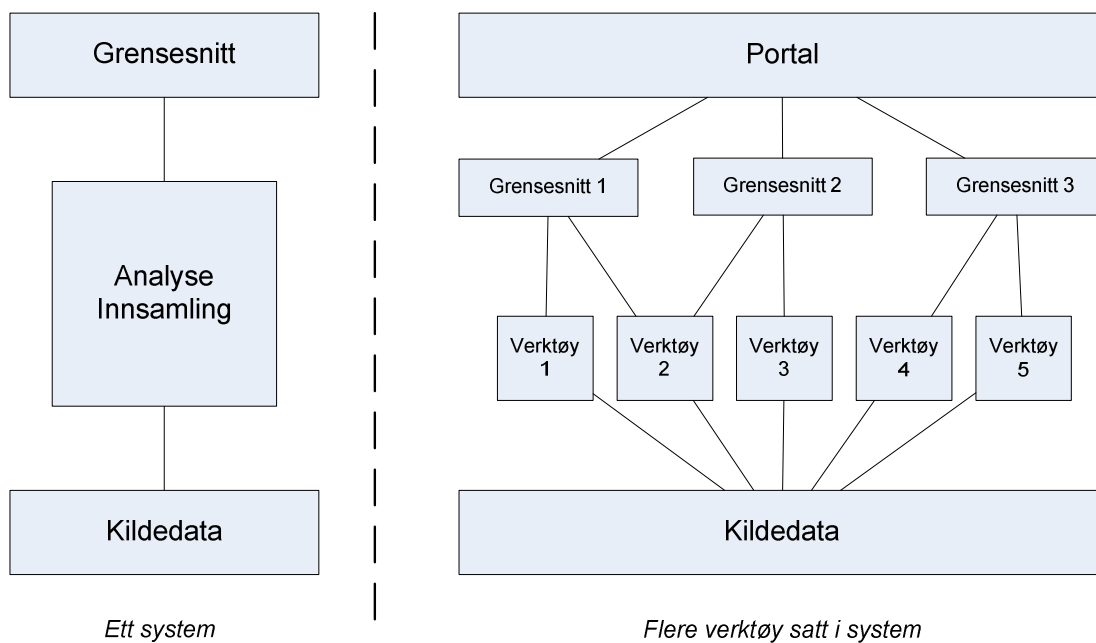 Grensesnitt
Analyse
Innsamling
Kildedata
Ett system
Portal
Grensesnitt 1
Grensesnitt 2
Grensesnitt 3
Verktøy
1
Verktøy
2
Verktøy
3
Verktøy
4
Verktøy
5
Kildedata
Flere verktøy satt i system